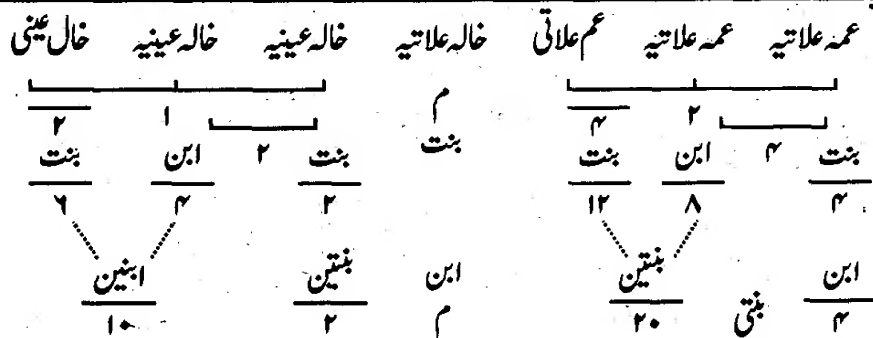 عمہ علاتیہ عمہ علاتیہ عم علاتی خالہ علاتیہ خالہ عینیہ خالہ عینیہ خال عینی
۲ ۴ م ۱ ۲
۴ ۲
بنت ابن بنت بنت بنت ابن بنت
۴ ۸ ۱۲ ۲ ۴ ۶
ابن بنتی بنتین ابن بنتین ابنین
۴ ۲۰ م ۲ ۱۰